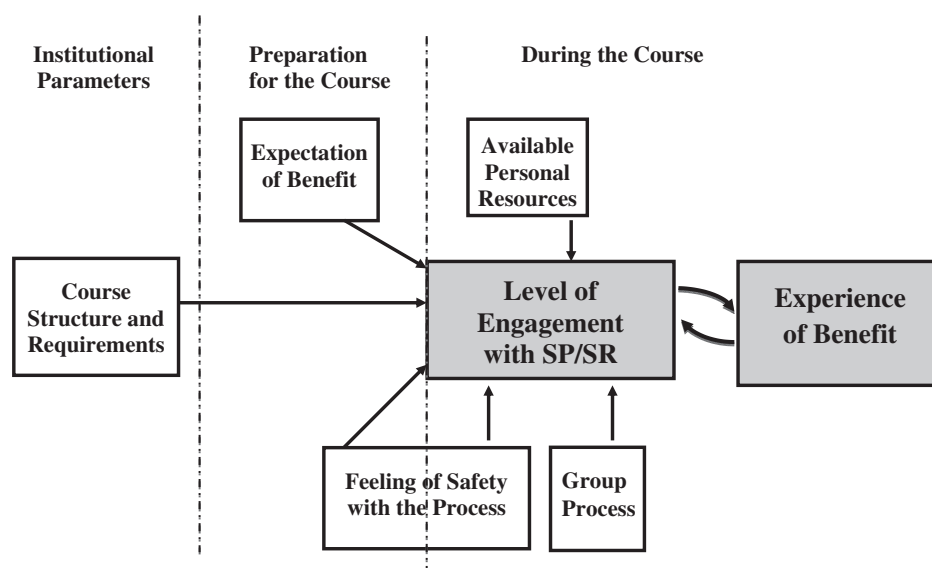 Institutional
Parameters
Preparation
for the Course
During the Course
Expectation
of Benefit
Available
Personal
Resources
Course
Structure and
Requirements
Level of
Engagement
with SP/SR
Experience
of Benefit
Feeling of Safety
with the Process
Group
Process